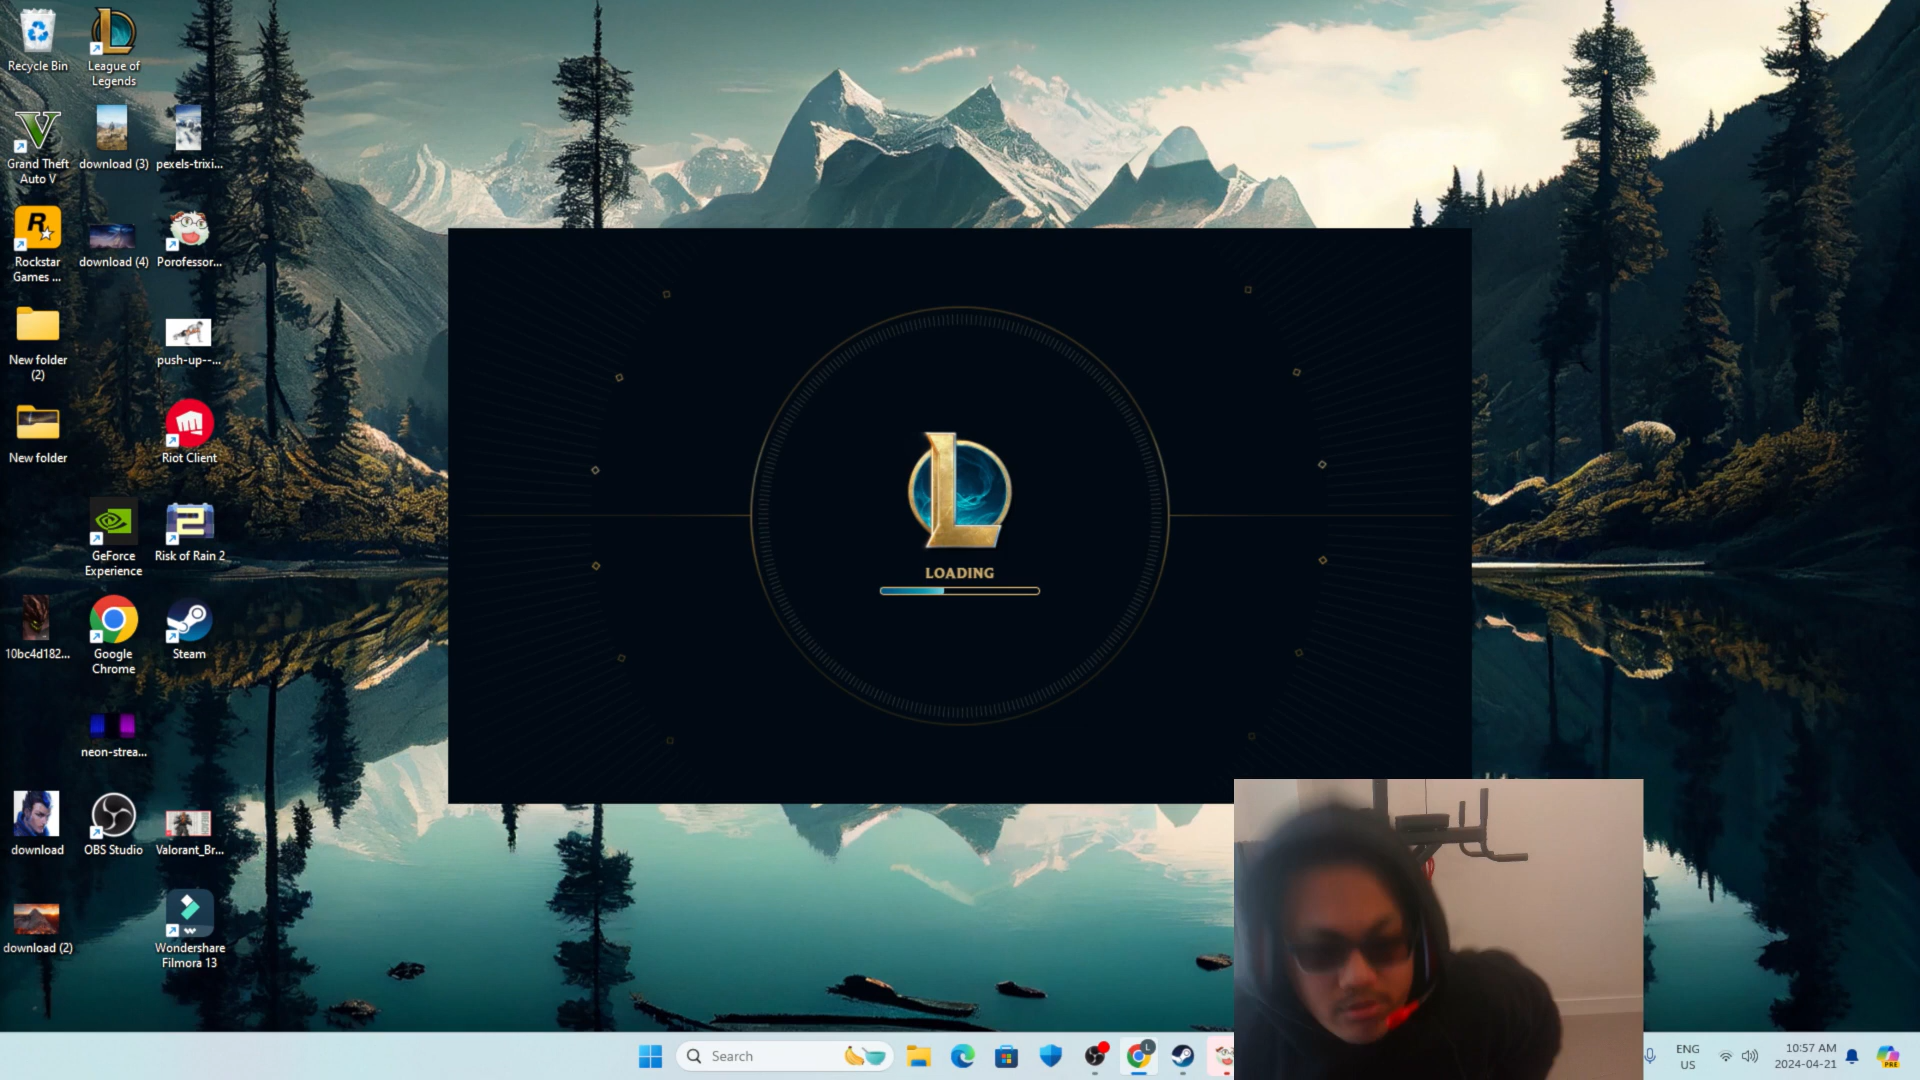 Recycle Bin
League of
Legends
Grand Theft
Auto V
download (3)
pexels-trixi...
Rockstar
Games ...
download (4)
Porofessor...
New folder
(2)
push-up--...
New folder
Riot Client
GeForce
Experience
Risk of Rain 2
10bc4d182...
Google
Chrome
Steam
neon-strea...
download
OBS Studio
Valorant_Br...
download (2)
Wondershare
Filmora 13
LOADING
Search
ENG
US
10:57 AM
2024-04-21
PRE